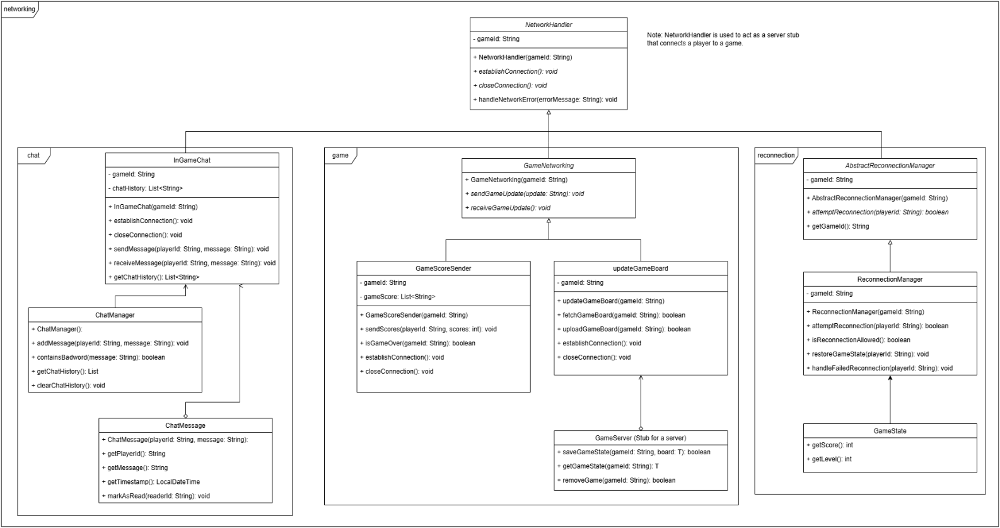 networking
NetworkHandler
- gameId: String
+ NetworkHandler(gameId: String)
+ establishConnection(): void
+ closeConnection(): void
+ handleNetworkError(errorMessage: String): void
Note: NetworkHandler is used to act as a server stub
that connects a player to a game.
chat
InGameChat
- gameId: String
- chatHistory: List<String>
+ InGameChat(gameId: String)
+ establishConnection(): void
+ closeConnection(): void
+ sendMessage(playerId: String, message: String): void
+ receiveMessage(playerId: String, message: String): void
+ getChatHistory(): List<String>
ChatManager
+ ChatManager():
+ addMessage(playerId: String, message: String): void
+ containsBadword(message: String): boolean
+ getChatHistory(): List
+ clearChatHistory(): void
ChatMessage
+ ChatMessage(playerId: String, message: String):
+ getPlayerId(): String
+ getMessage(): String
+ getTimestamp(): LocalDateTime
+ markAsRead(readerId: String): void
game
GameNetworking
+ GameNetworking(gameId: String)
+ sendGameUpdate(update: String): void
+ receiveGameUpdate(): void
GameScoreSender
- gameId: String
- gameScore: List<String>
+ GameScoreSender(gameId: String)
+ sendScores(playerId: String, scores: int): void
+ isGameOver(gameId: String): boolean
+ establishConnection(): void
+ closeConnection(): void
updateGameBoard
- gameId: String
+ updateGameBoard(gameId: String)
+ fetchGameBoard(gameId: String): boolean
+ uploadGameBoard(gameId: String): boolean
+ establishConnection(): void
+ closeConnection(): void
GameServer (Stub for a server)
+ saveGameState(gameId: String, board: T): boolean
+ getGameState(gameId: String): T
+ removeGame(gameId: String): boolean
reconnection
AbstractReconnectionManager
- gameId: String
+ AbstractReconnectionManager(gameId: String)
+ attemptReconnection(playerId: String): boolean
+ getGameId(): String
ReconnectionManager
- gameId: String
+ ReconnectionManager(gameId: String)
+ attemptReconnection(playerId: String): boolean
+ isReconnectionAllowed(): boolean
+ restoreGameState(playerId: String): void
+ handleFailedReconnection(playerId: String): void
GameState
+ getScore(): int
+ getLevel(): int